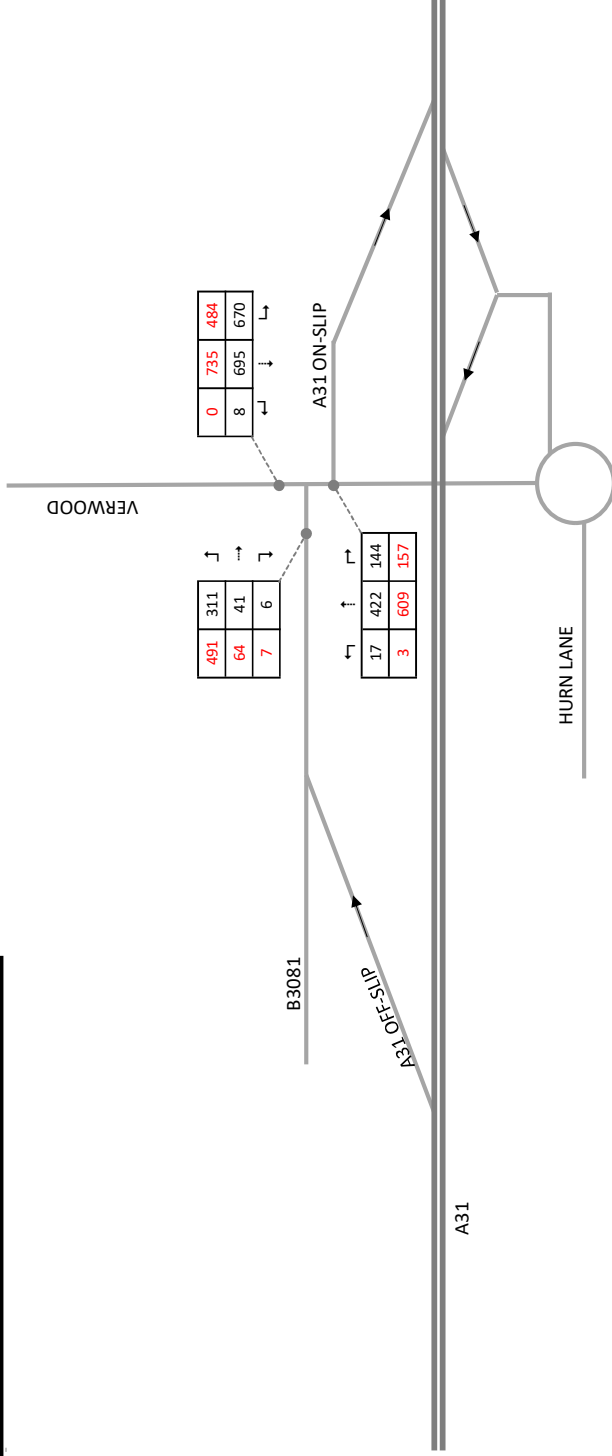 VERWOOD
0 735 484
8 695 670
A31 ON-SLIP
491 311
64 41
7 6
17 422 144
3 609 157
B3081
A31 OFF-SLIP
HURN LANE
A31